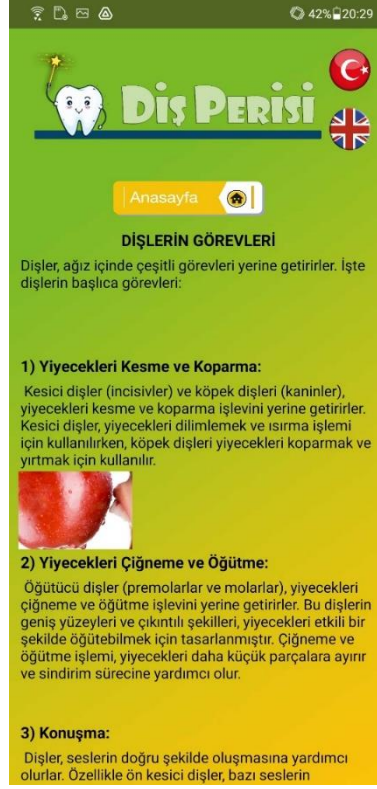 42% 20:29
Diş Perisi
Anasayfa
DİŞLERİN GÖREVLERİ
Dişler, ağız içinde çeşitli görevleri yerine getirirler. İşte
dişlerin başlıca görevleri:
1) Yiyecekleri Kesme ve Koparma:
Kesici dişler (incisivler) ve köpek dişleri (kaninler),
yiyecekleri kesme ve koparma işlevini yerine getirirler.
Kesici dişler, yiyecekleri dilimlemek ve ısırma işlemi
için kullanılırken, köpek dişleri yiyecekleri koparmak ve
yırtmak için kullanılır.
2) Yiyecekleri Çiğneme ve Öğütme:
Öğütücü dişler (premolarlar ve molarlar), yiyecekleri
çiğneme ve öğütme işlevini yerine getirirler. Bu dişlerin
geniş yüzeyleri ve çıkıntılı şekilleri, yiyecekleri etkili bir
şekilde öğütebilmek için tasarlanmıştır. Çiğneme ve
öğütme işlemi, yiyecekleri daha küçük parçalara ayırır
ve sindirim sürecine yardımcı olur.
3) Konuşma:
Dişler, seslerin doğru şekilde oluşmasına yardımcı
olurlar. Özellikle ön kesici dişler, bazı seslerin